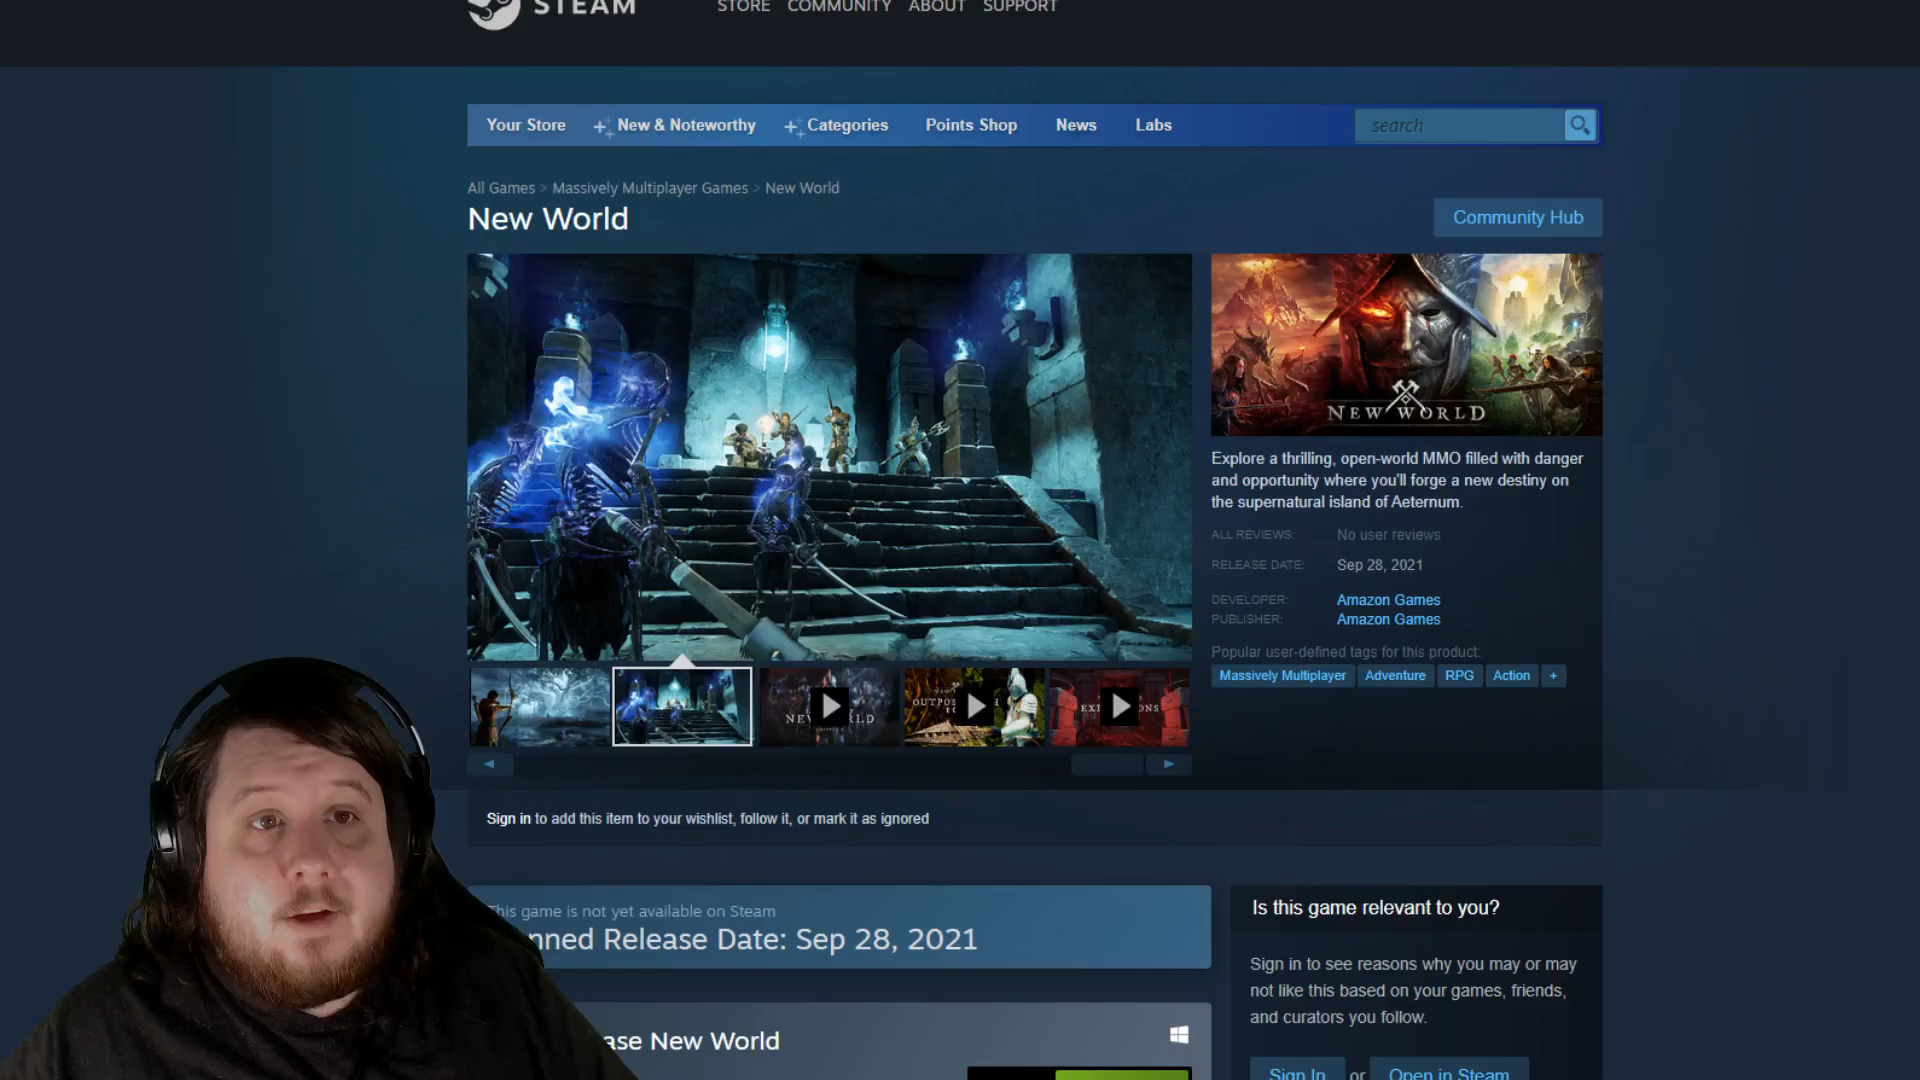 STEAM
STORE COMMUNITY ABOUT SUPPORT
Your Store New & Noteworthy Categories Points Shop News Labs search
All Games > Massively Multiplayer Games > New World
New World
Community Hub
NEW WORLD
Explore a thrilling, open-world MMO filled with danger
and opportunity where you'll forge a new destiny on
the supernatural island of Aeternum.
ALL REVIEWS: No user reviews
RELEASE DATE: Sep 28, 2021
DEVELOPER: Amazon Games
PUBLISHER: Amazon Games
Popular user-defined tags for this product:
Massively Multiplayer Adventure RPG Action +
Sign in to add this item to your wishlist, follow it, or mark it as ignored
This game is not yet available on Steam
nned Release Date: Sep 28, 2021
ase New World
Is this game relevant to you?
Sign in to see reasons why you may or may
not like this based on your games, friends,
and curators you follow.
Sign In or Open in Steam